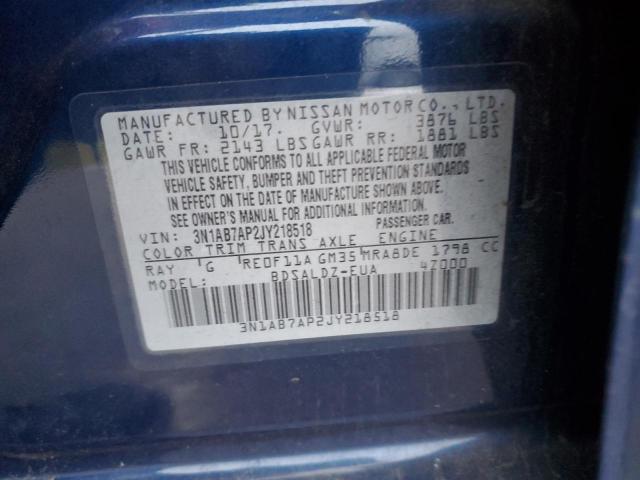 MANUFACTURED BY NISSAN MOTOR CO., LTD.
DATE: 10/17. GVWR: 3876 LBS
GAWR FR: 2143 LBS GAWR RR: 1881 LBS
THIS VEHICLE CONFORMS TO ALL APPLICABLE FEDERAL MOTOR
VEHICLE SAFETY, BUMPER AND THEFT PREVENTION STANDARDS
IN EFFECT ON THE DATE OF MANUFACTURE SHOWN ABOVE.
SEE OWNER'S MANUAL FOR ADDITIONAL INFORMATION.
VIN: 3N1AB7AP2JY218518 PASSENGER CAR.
COLOR TRIM TRANS AXLE ENGINE
RAY G RE0F11A GM35 MRA8DE 1798 CC
MODEL: BDSALDZ-EUA 4Z000
3N1AB7AP2JY218518